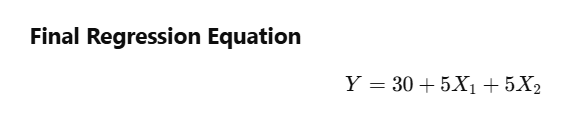 Final Regression Equation
Y = 30 + 5X₁ + 5X₂